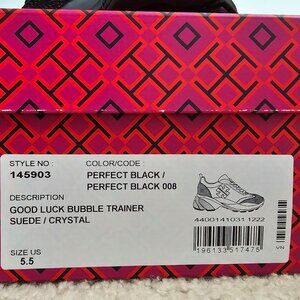 STYLE NO :
145903
COLOR/CODE :
PERFECT BLACK /
PERFECT BLACK 008
DESCRIPTION
GOOD LUCK BUBBLE TRAINER
SUEDE / CRYSTAL
4400141031 1222
196133517475
SIZE US
5.5